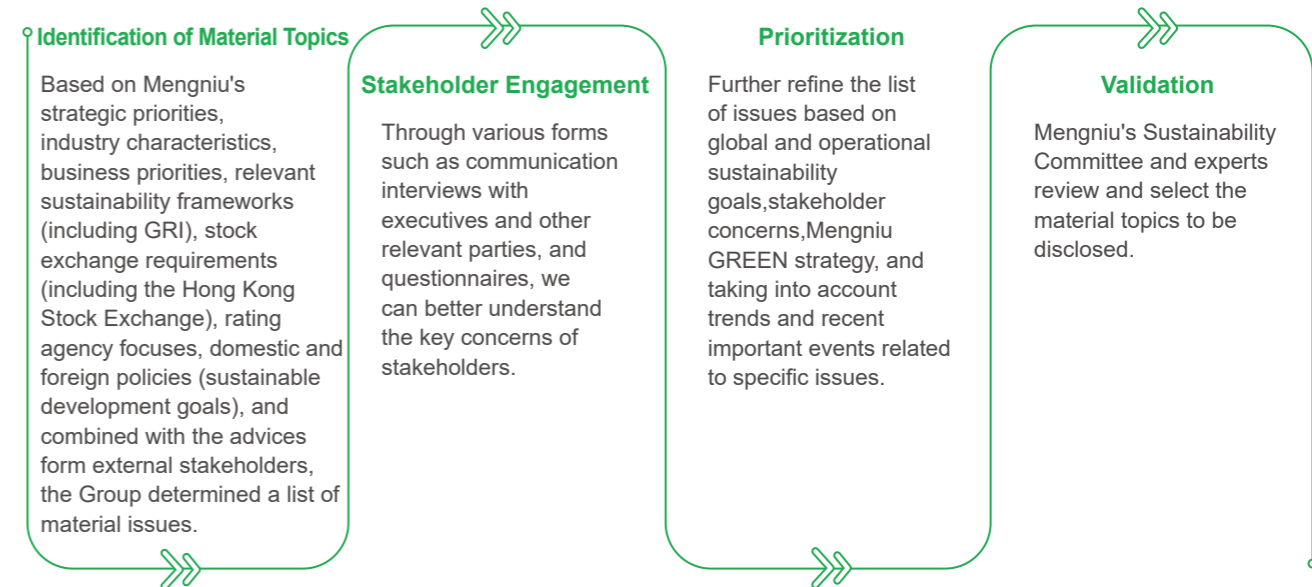 Identification of Material Topics
Based on Mengniu's
strategic priorities,
industry characteristics,
business priorities, relevant
sustainability frameworks
(including GRI), stock
exchange requirements
(including the Hong Kong
Stock Exchange), rating
agency focuses, domestic and
foreign policies (sustainable
development goals), and
combined with the advices
form external stakeholders,
the Group determined a list of
material issues.
Stakeholder Engagement
Through various forms
such as communication
interviews with
executives and other
relevant parties, and
questionnaires, we
can better understand
the key concerns of
stakeholders.
Prioritization
Further refine the list
of issues based on
global and operational
sustainability
goals,stakeholder
concerns,Mengniu
GREEN strategy, and
taking into account
trends and recent
important events related
to specific issues.
Validation
Mengniu's Sustainability
Committee and experts
review and select the
material topics to be
disclosed.